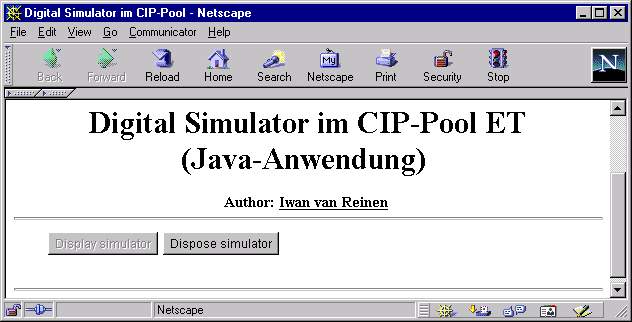 Digital Simulator im CIP-Pool - Netscape
File Edit View Go Communicator Help
Back Forward Reload Home Search Netscape Print Security Stop
My
N
Digital Simulator im CIP-Pool ET
(Java-Anwendung)
Author: Iwan van Reinen
Display simulator Dispose simulator
Netscape